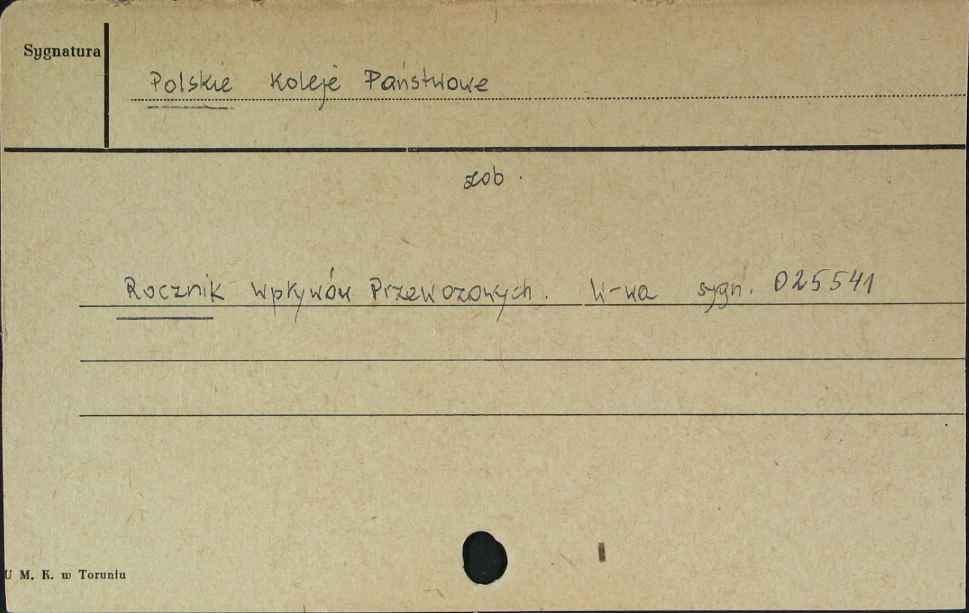 Sygnatura
Polskie Koleje Państwowe
zob.
Rocznik Wpływów Przewozowych. W-wa sygn. 025541
U M. K. w Toruniu